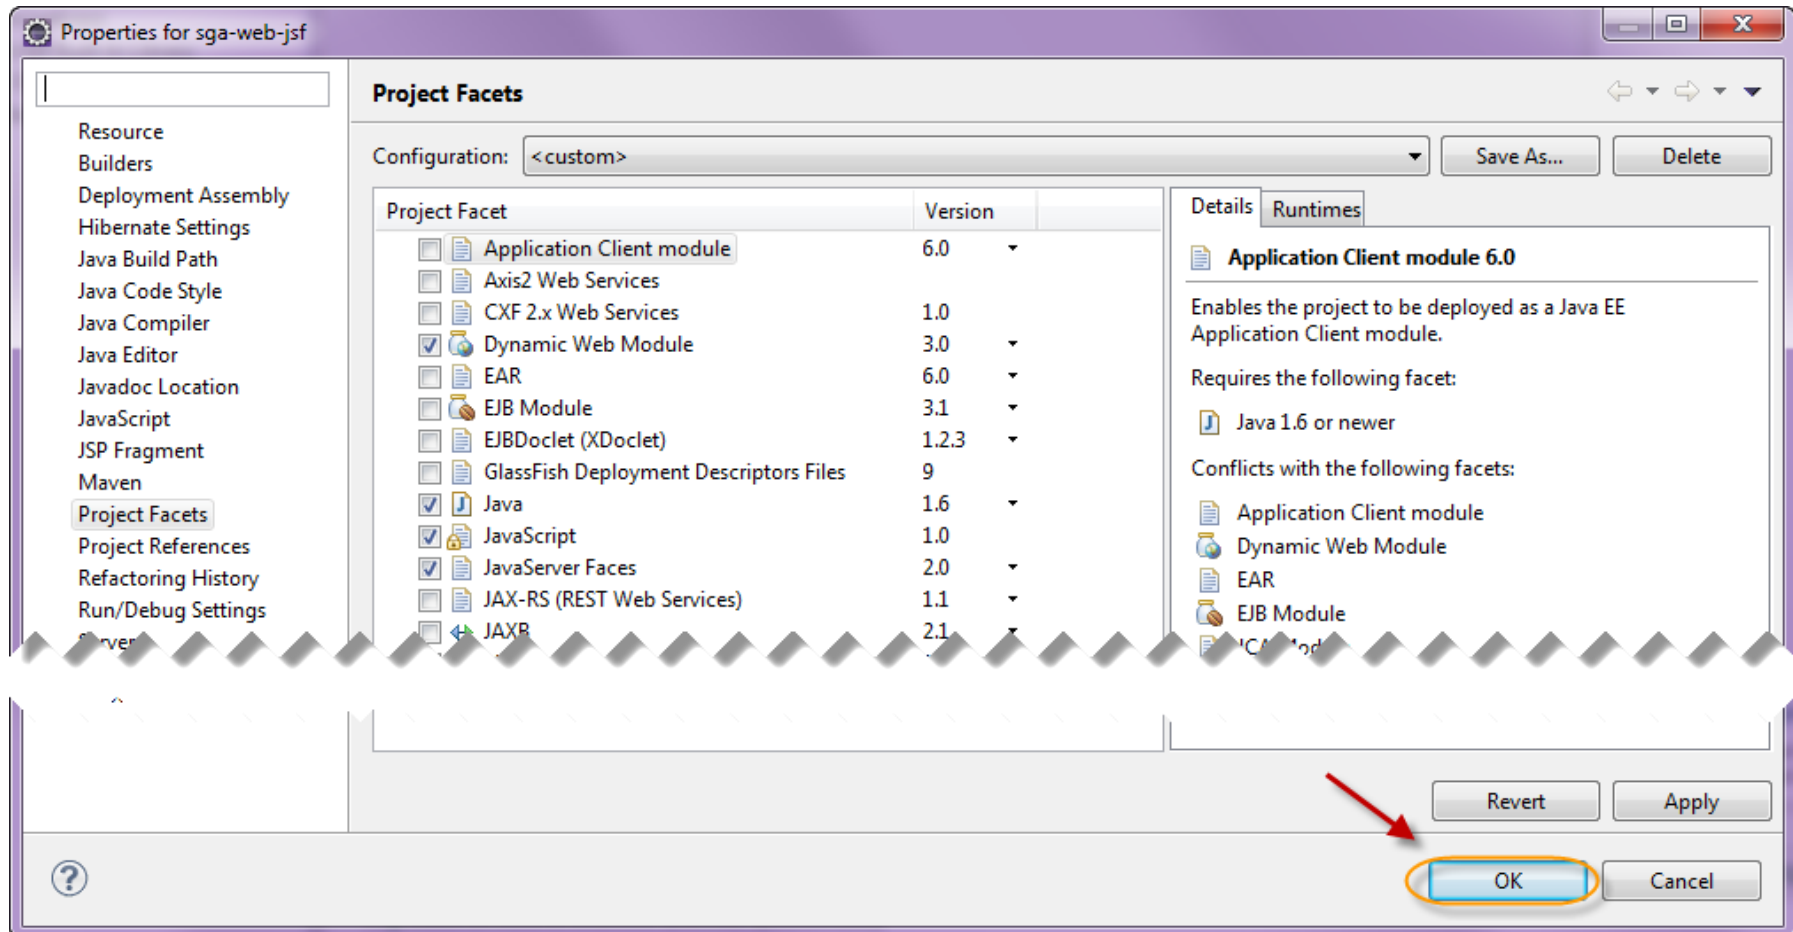 Properties for sga-web-jsf
Resource
Builders
Deployment Assembly
Hibernate Settings
Java Build Path
Java Code Style
Java Compiler
Java Editor
Javadoc Location
JavaScript
JSP Fragment
Maven
Project Facets
Project References
Refactoring History
Run/Debug Settings
Server
Project Facets
Configuration: <custom> Save As... Delete
Project Facet Version
Application Client module 6.0
Axis2 Web Services
CXF 2.x Web Services 1.0
Dynamic Web Module 3.0
EAR 6.0
EJB Module 3.1
EJBDoclet (XDoclet) 1.2.3
GlassFish Deployment Descriptors Files 9
Java 1.6
JavaScript 1.0
JavaServer Faces 2.0
JAX-RS (REST Web Services) 1.1
JAXB 2.1
Details Runtimes
Application Client module 6.0
Enables the project to be deployed as a Java EE
Application Client module.
Requires the following facet:
Java 1.6 or newer
Conflicts with the following facets:
Application Client module
Dynamic Web Module
EAR
EJB Module
Revert Apply
OK Cancel